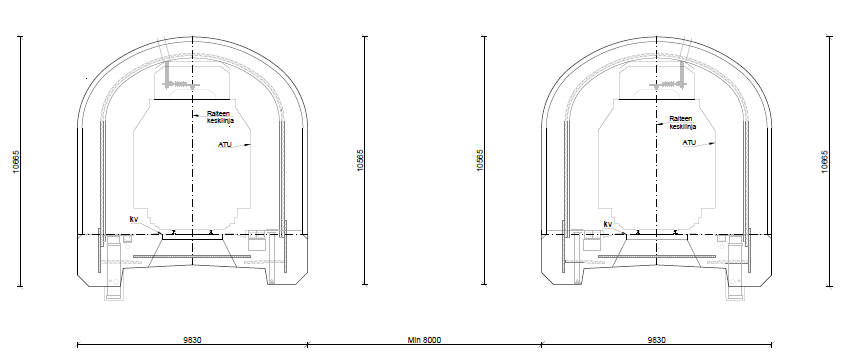 10665
Raiteen
keskilinja
ATU
kv
10565
10565
Raiteen
keskilinja
ATU
kv
10665
9830
Min 8000
9830